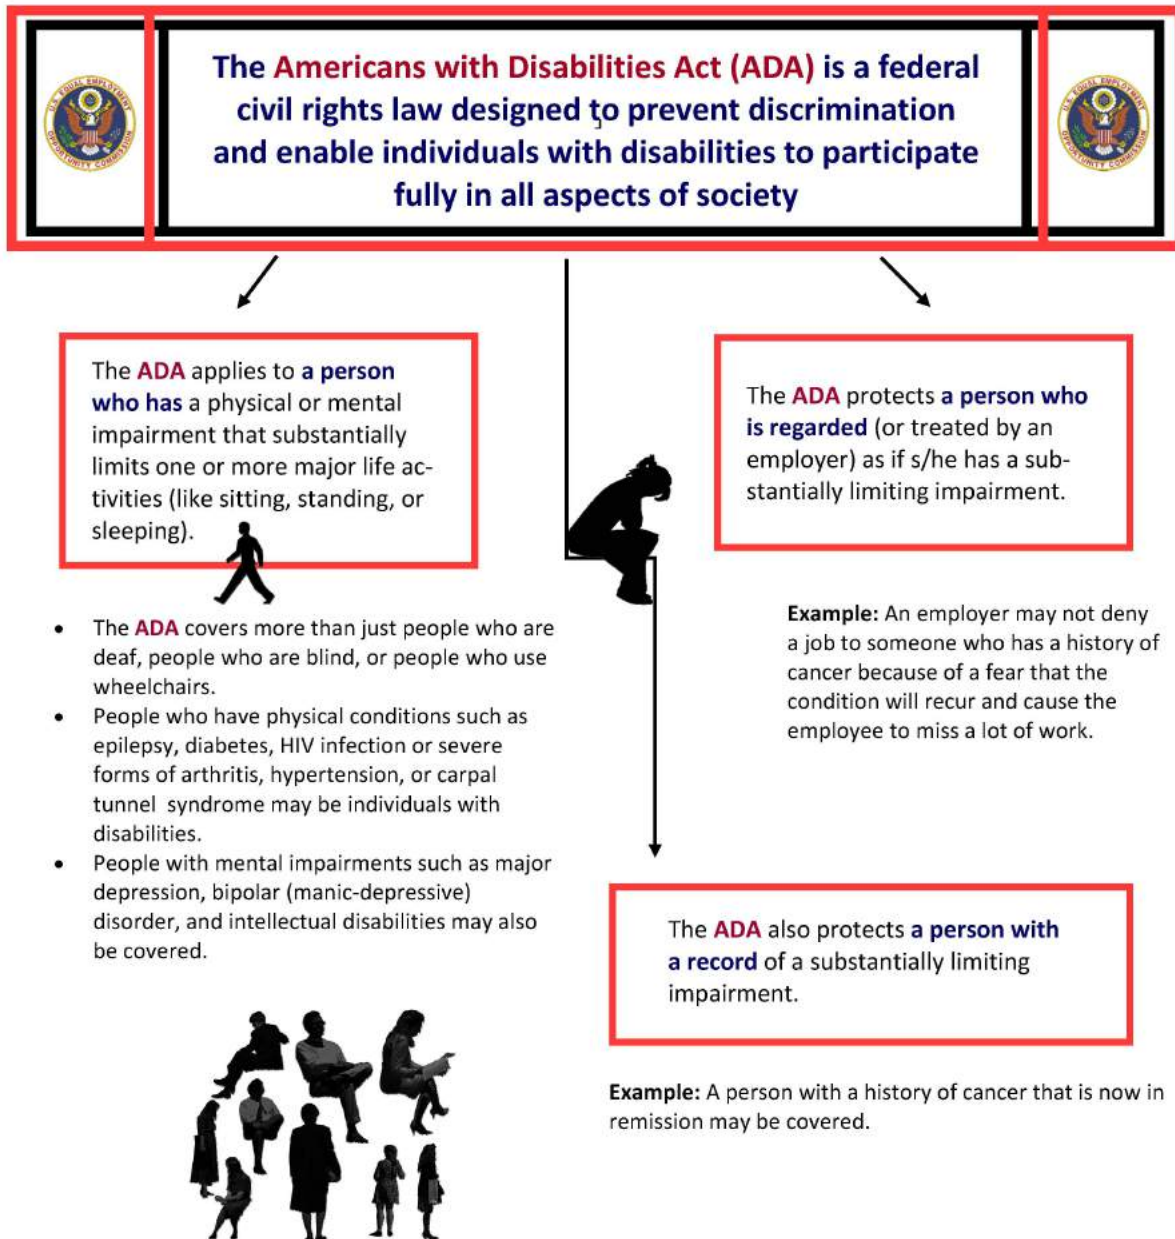 The Americans with Disabilities Act (ADA) is a federal
civil rights law designed to prevent discrimination
and enable individuals with disabilities to participate
fully in all aspects of society
U.S. EQUAL EMPLOYMENT
OPPORTUNITY COMMISSION
U.S. EQUAL EMPLOYMENT
OPPORTUNITY COMMISSION
The ADA applies to a person
who has a physical or mental
impairment that substantially
limits one or more major life ac-
tivities (like sitting, standing, or
sleeping).
• The ADA covers more than just people who are
deaf, people who are blind, or people who use
wheelchairs.
• People who have physical conditions such as
epilepsy, diabetes, HIV infection or severe
forms of arthritis, hypertension, or carpal
tunnel syndrome may be individuals with
disabilities.
• People with mental impairments such as major
depression, bipolar (manic-depressive)
disorder, and intellectual disabilities may also
be covered.
The ADA protects a person who
is regarded (or treated by an
employer) as if s/he has a sub-
stantially limiting impairment.
Example: An employer may not deny
a job to someone who has a history of
cancer because of a fear that the
condition will recur and cause the
employee to miss a lot of work.
The ADA also protects a person with
a record of a substantially limiting
impairment.
Example: A person with a history of cancer that is now in
remission may be covered.